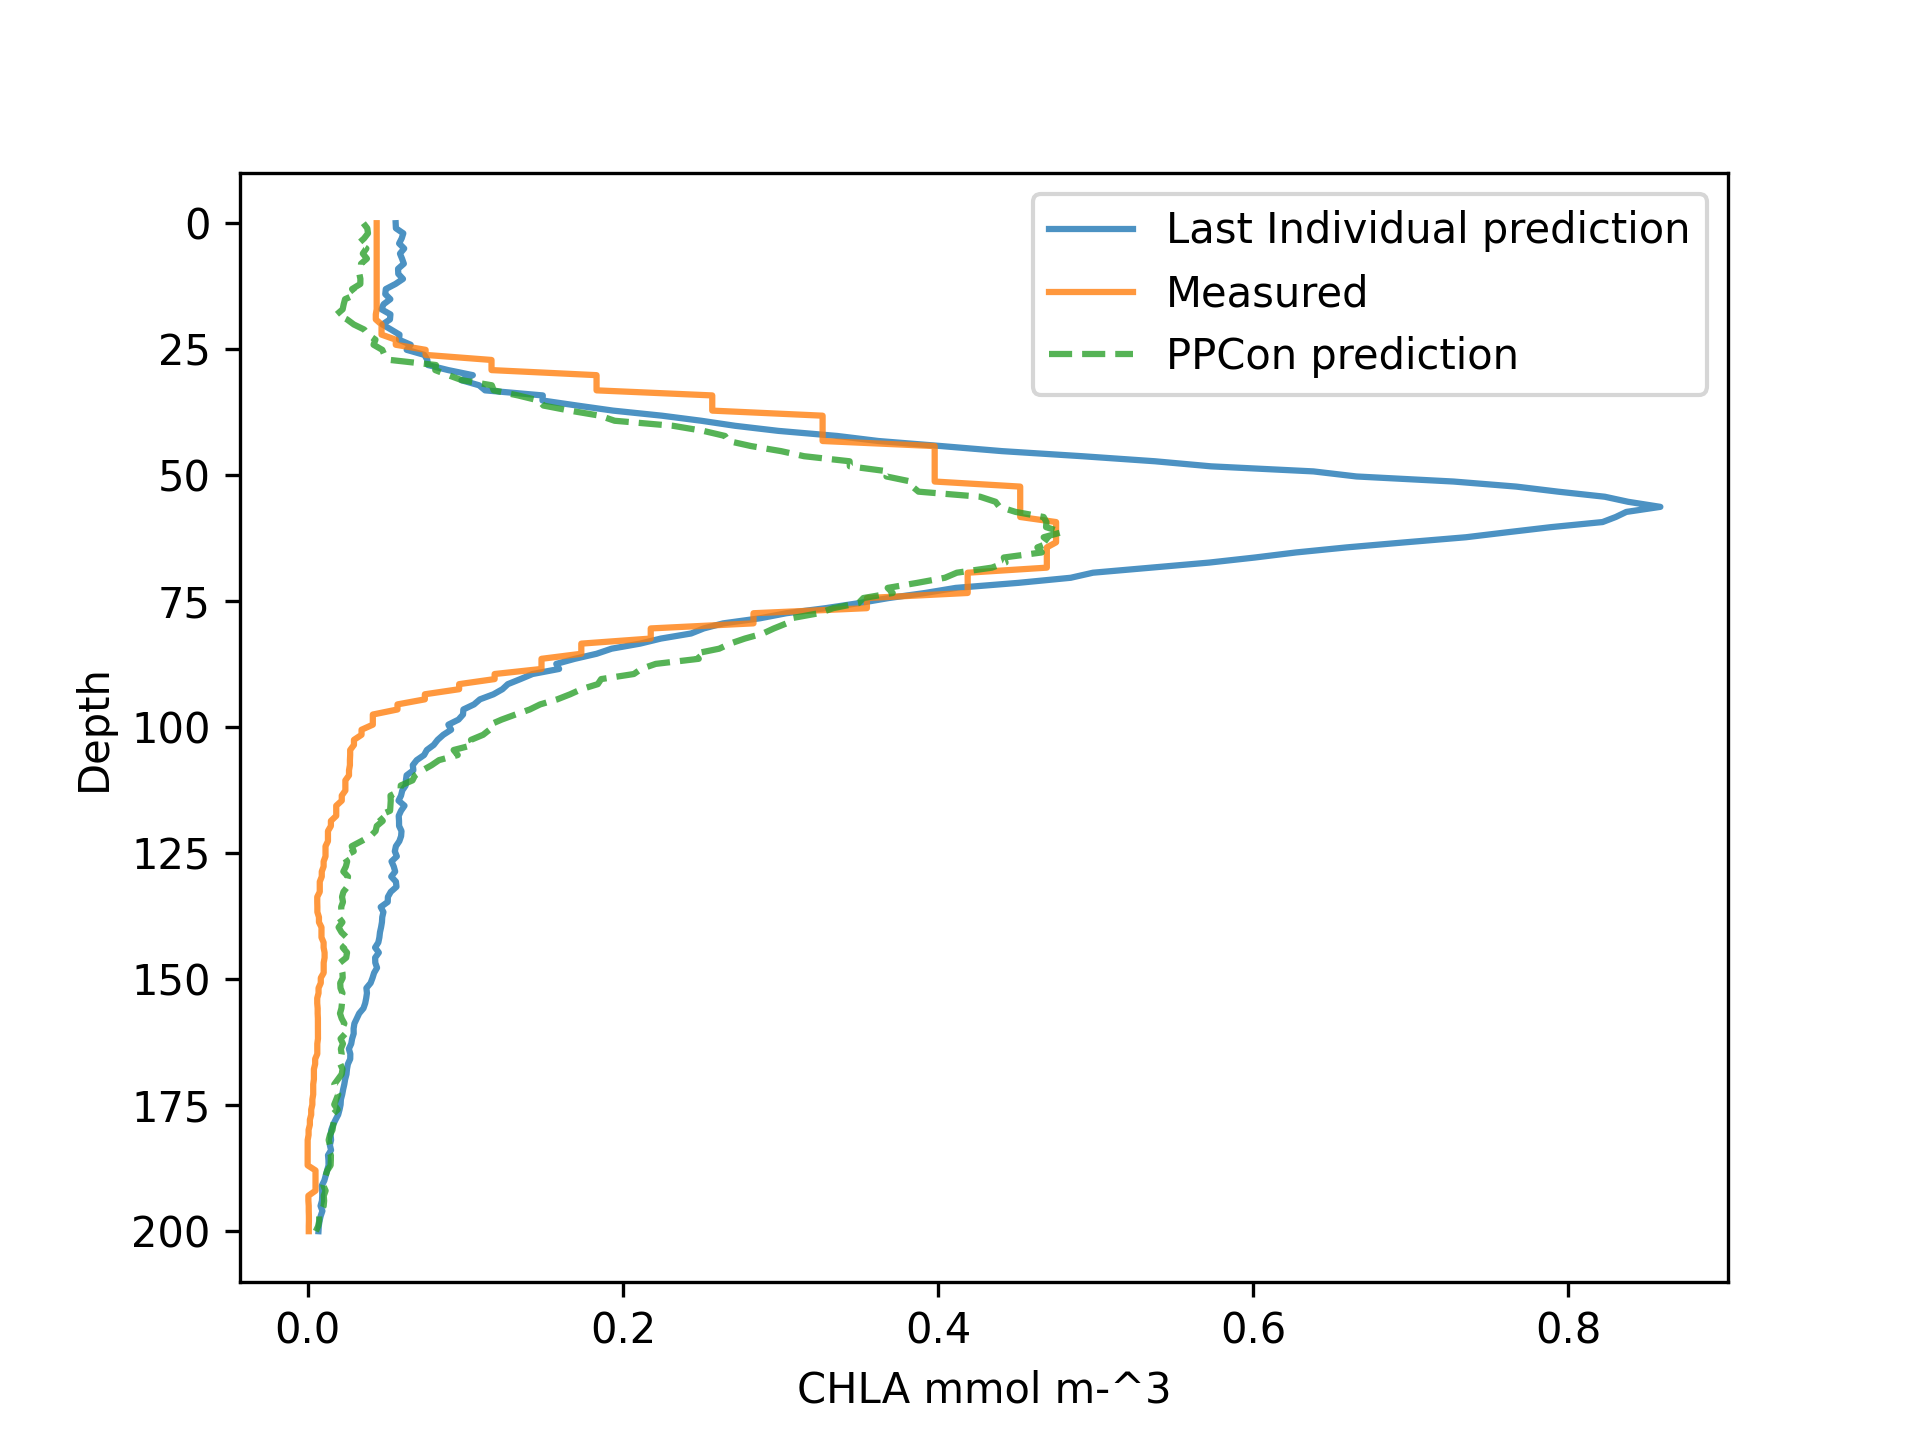 Last Individual prediction
Measured
PPCon prediction
0
25
50
75
100
125
150
175
200
Depth
0.0 0.2 0.4 0.6 0.8
CHLA mmol m-^3